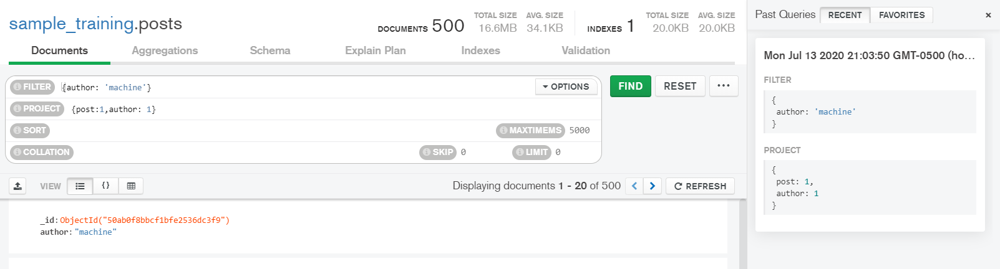 sample_training.posts
DOCUMENTS 500
TOTAL SIZE AVG. SIZE
16.6MB 34.1KB
INDEXES 1
TOTAL SIZE AVG. SIZE
20.0KB 20.0KB
Documents Aggregations Schema Explain Plan Indexes Validation
FILTER {author: 'machine'} OPTIONS FIND RESET ...
PROJECT {post:1,author: 1}
SORT MAXTIMEMS 5000
COLLATION SKIP 0 LIMIT 0
VIEW {} Displaying documents 1 - 20 of 500 < > REFRESH
_id: ObjectId("50ab0f8bbcf1bfe2536dc3f9")
author: "machine"
Past Queries RECENT FAVORITES ×
Mon Jul 13 2020 21:03:50 GMT-0500 (ho...
FILTER
{
author: 'machine'
}
PROJECT
{
post: 1,
author: 1
}